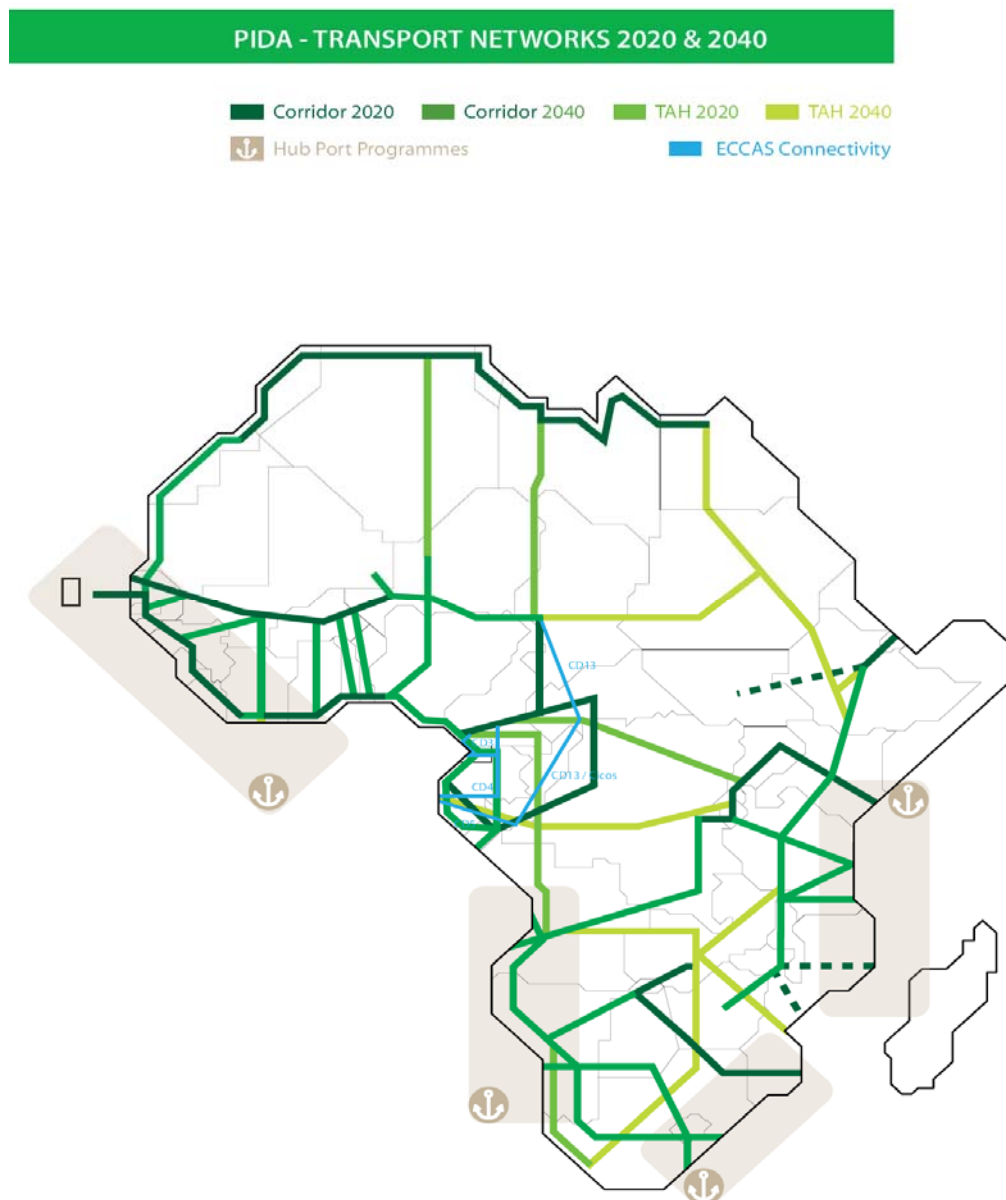 PIDA - TRANSPORT NETWORKS 2020 & 2040
Corridor 2020 Corridor 2040 TAH 2020 TAH 2040
Hub Port Programmes ECCAS Connectivity
CD13
CD13 /
CD4